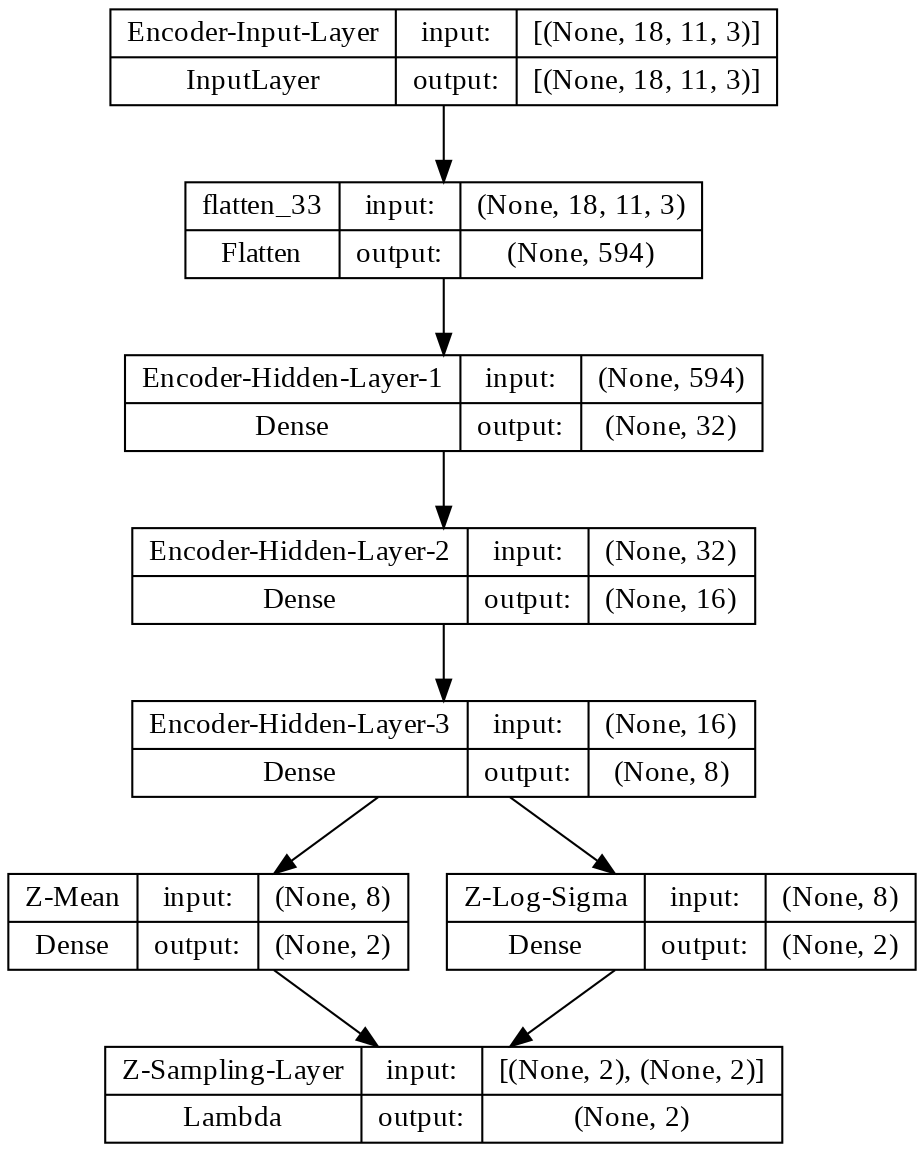 Encoder-Input-Layer input: [(None, 18, 11, 3)]
InputLayer output: [(None, 18, 11, 3)]
flatten_33 input: (None, 18, 11, 3)
Flatten output: (None, 594)
Encoder-Hidden-Layer-1 input: (None, 594)
Dense output: (None, 32)
Encoder-Hidden-Layer-2 input: (None, 32)
Dense output: (None, 16)
Encoder-Hidden-Layer-3 input: (None, 16)
Dense output: (None, 8)
Z-Mean input: (None, 8)
Dense output: (None, 2)
Z-Log-Sigma input: (None, 8)
Dense output: (None, 2)
Z-Sampling-Layer input: [(None, 2), (None, 2)]
Lambda output: (None, 2)